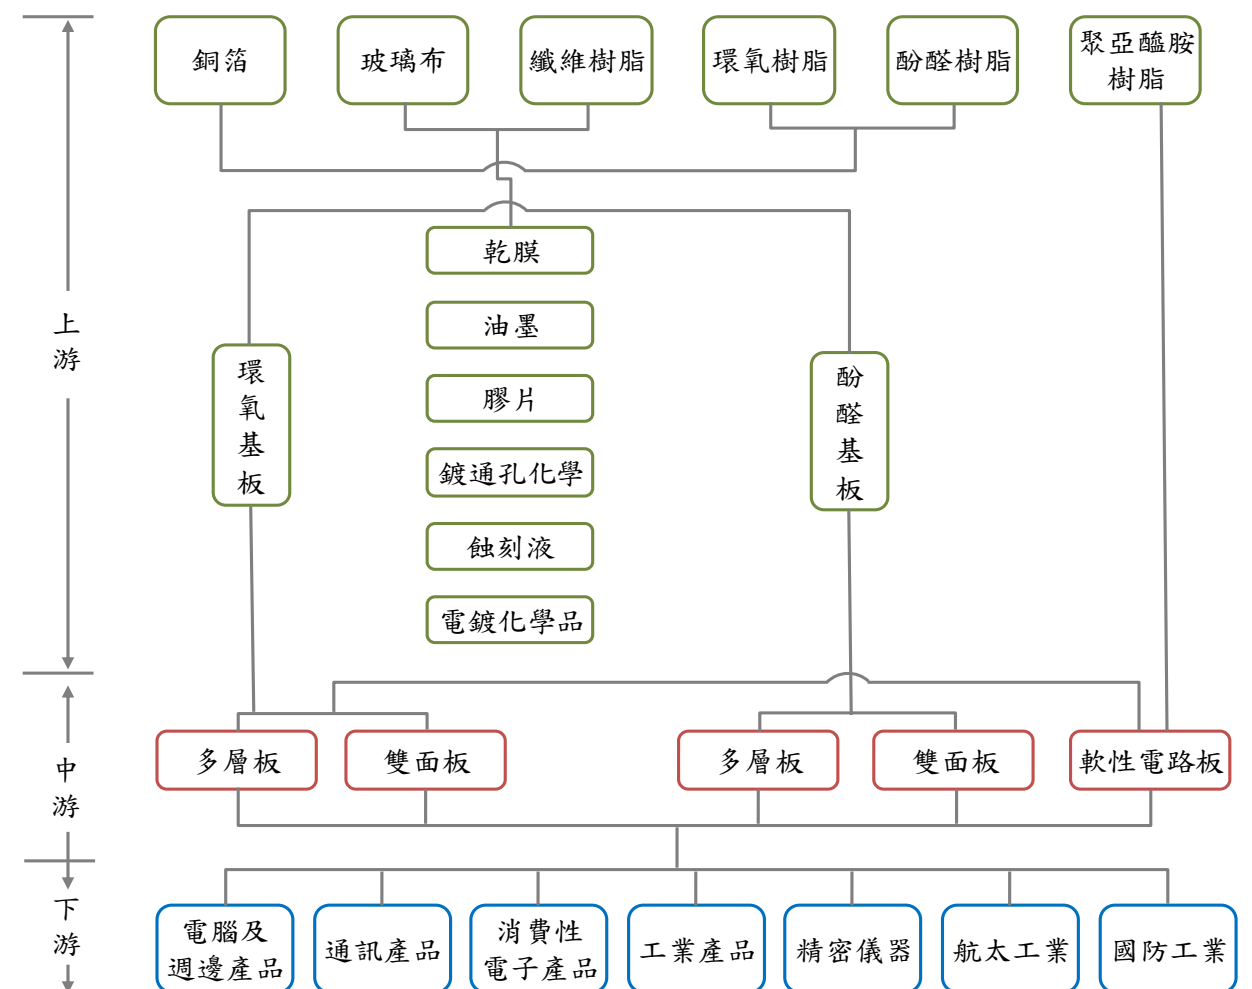 銅箔
玻璃布
纖維樹脂
環氧樹脂
酚醛樹脂
聚亞醯胺
樹脂
乾膜
上
游
油墨
環
氧
基
板
酚
醛
基
板
膠片
鍍通孔化學
蝕刻液
電鍍化學品
中
游
多層板
雙面板
多層板
雙面板
軟性電路板
下
游
電腦及
週邊產品
通訊產品
消費性
電子產品
工業產品
精密儀器
航太工業
國防工業